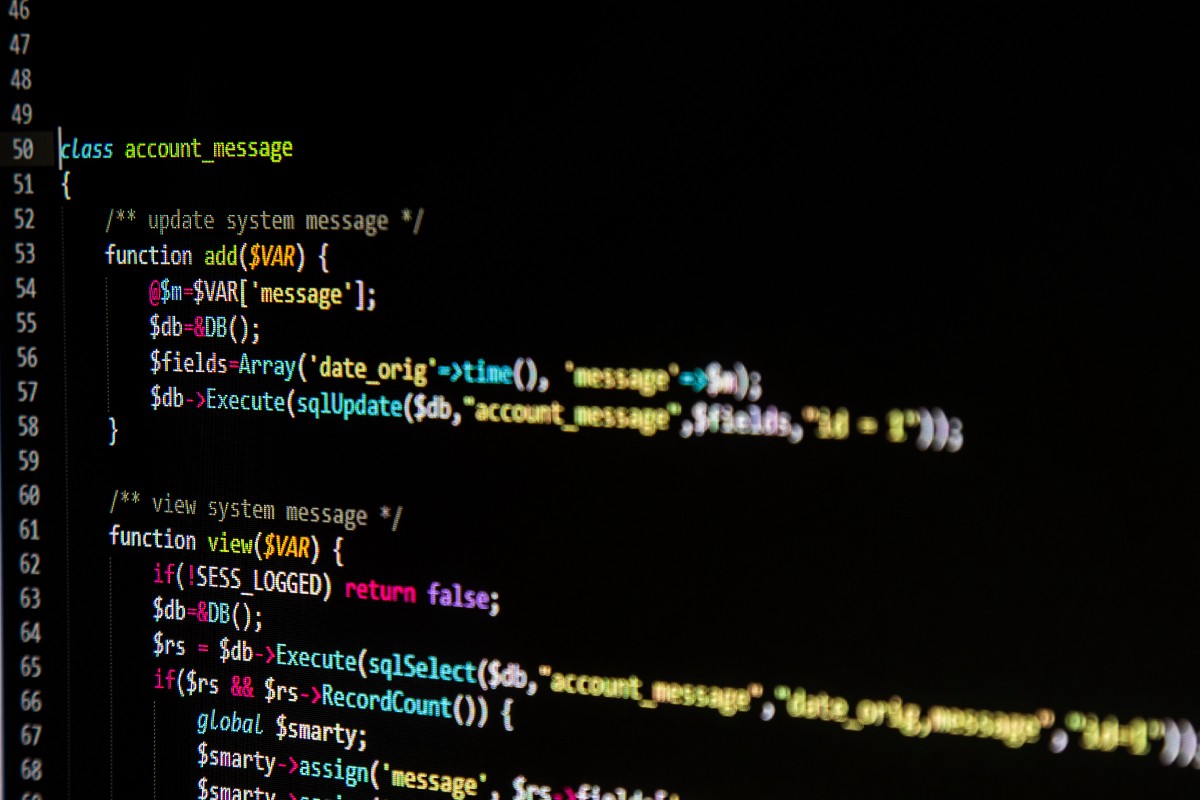 46
47
48
49
50 class account_message
51 {
52 /** update system message */
53 function add($VAR) {
54 @$m=$VAR['message'];
55 $db=&DB();
56 $fields=Array('date_orig'=>time(), 'message'=>$m);
57 $db->Execute(sqlUpdate($db,"account_message",$fields,"id = 1"));
58 }
59
60 /** view system message */
61 function view($VAR) {
62 if(!SESS_LOGGED) return false;
63 $db=&DB();
64 $rs = $db->Execute(sqlSelect($db,"account_message","date_orig,message","id=1"));
65 if($rs && $rs->RecordCount()) {
66 global $smarty;
67 $smarty->assign('message', $rs->fields[
68 $smarty->